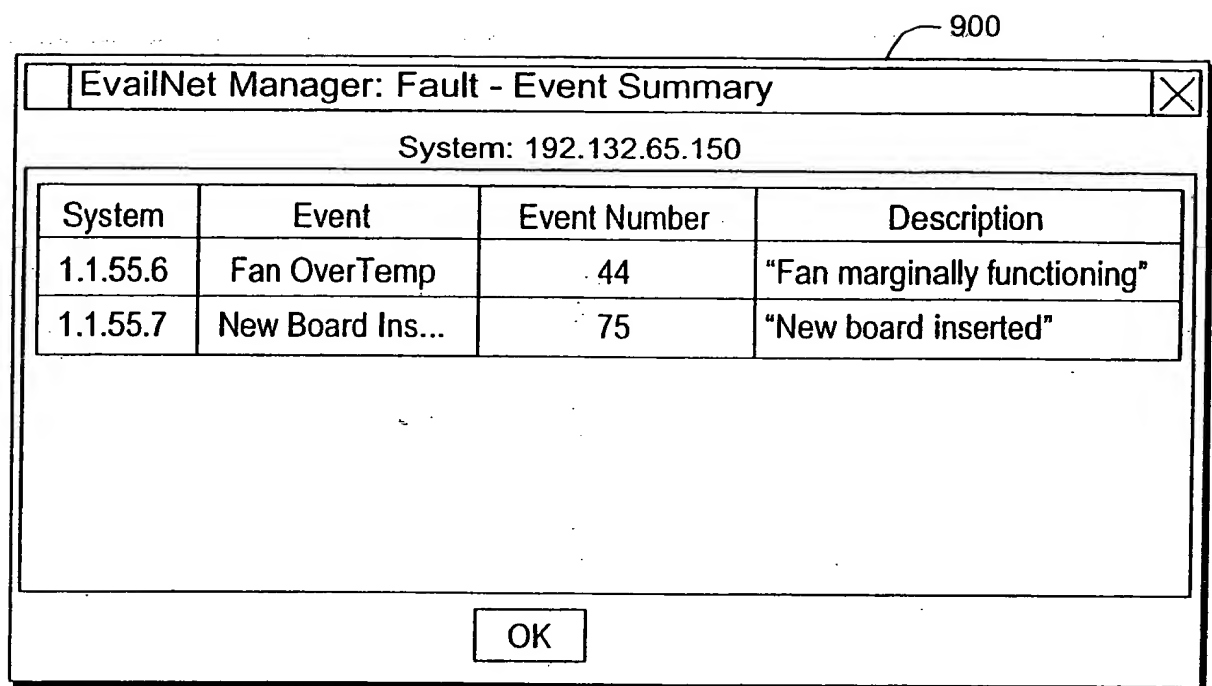 900
EvailNet Manager: Fault - Event Summary
System: 192.132.65.150
System Event Event Number Description
1.1.55.6 Fan OverTemp 44 “Fan marginally functioning”
1.1.55.7 New Board Ins... 75 “New board inserted”
OK